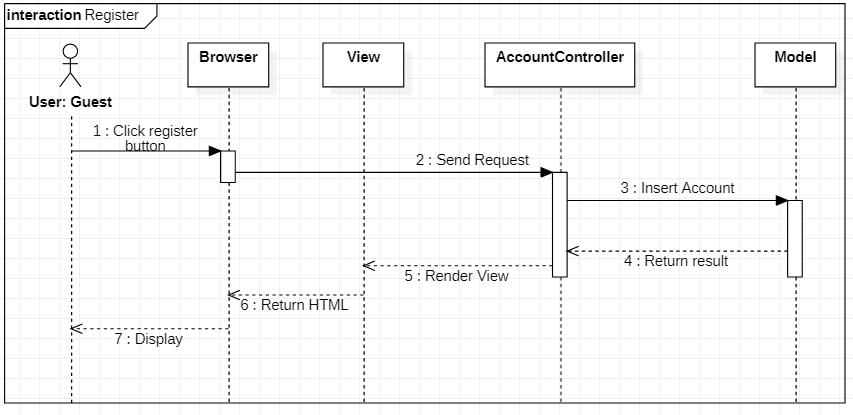 interaction Register
Browser
View
AccountController
Model
User: Guest
1 : Click register
button
2 : Send Request
3 : Insert Account
4 : Return result
5 : Render View
6 : Return HTML
7 : Display